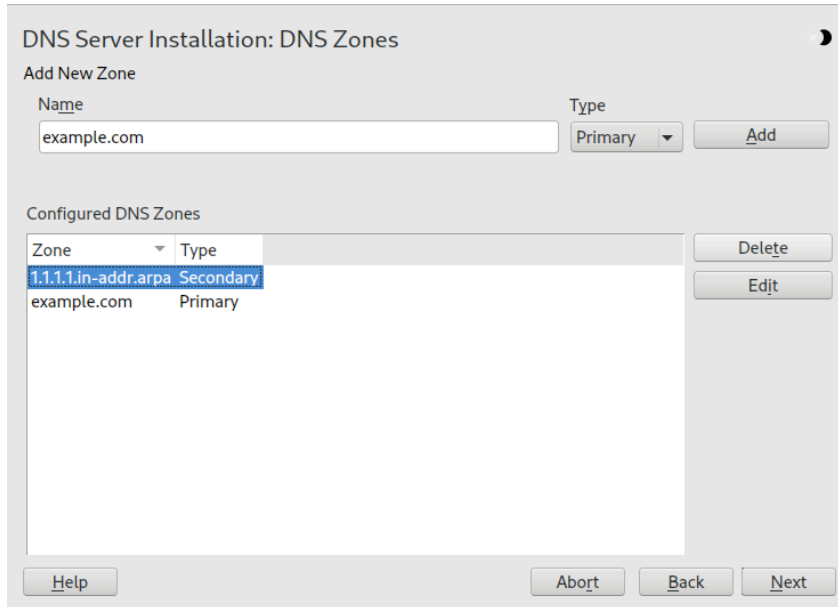 DNS Server Installation: DNS Zones
Add New Zone
Name Type
example.com Primary Add
Configured DNS Zones
Zone Type Delete
1.1.1.1.in-addr.arpa Secondary Edit
example.com Primary
Help Abort Back Next